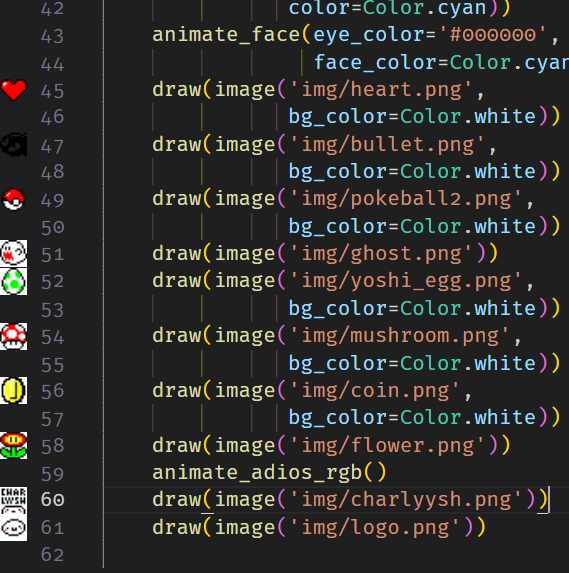 42 color=Color.cyan))
43 animate_face(eye_color='#000000',
44 face_color=Color.cyan
45 draw(image('img/heart.png',
46 bg_color=Color.white))
47 draw(image('img/bullet.png',
48 bg_color=Color.white))
49 draw(image('img/pokeball2.png',
50 bg_color=Color.white))
51 draw(image('img/ghost.png'))
52 draw(image('img/yoshi_egg.png',
53 bg_color=Color.white))
54 draw(image('img/mushroom.png',
55 bg_color=Color.white))
56 draw(image('img/coin.png',
57 bg_color=Color.white))
58 draw(image('img/flower.png'))
59 animate_adios_rgb()
CHAR
LYYSH
60 draw(image('img/charlyysh.png'))
61 draw(image('img/logo.png'))
62